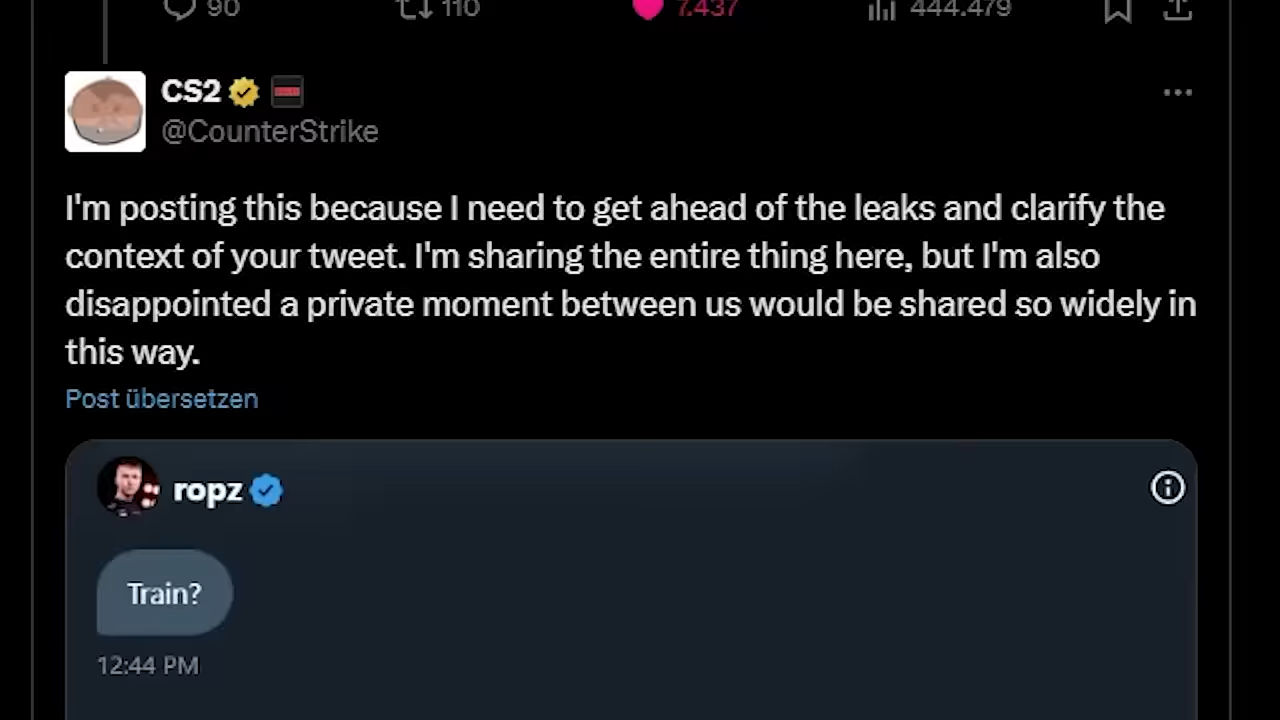 90 110 7.437 444.479
CS2
@CounterStrike
I'm posting this because I need to get ahead of the leaks and clarify the
context of your tweet. I'm sharing the entire thing here, but I'm also
disappointed a private moment between us would be shared so widely in
this way.
Post übersetzen
ropz
Train?
12:44 PM